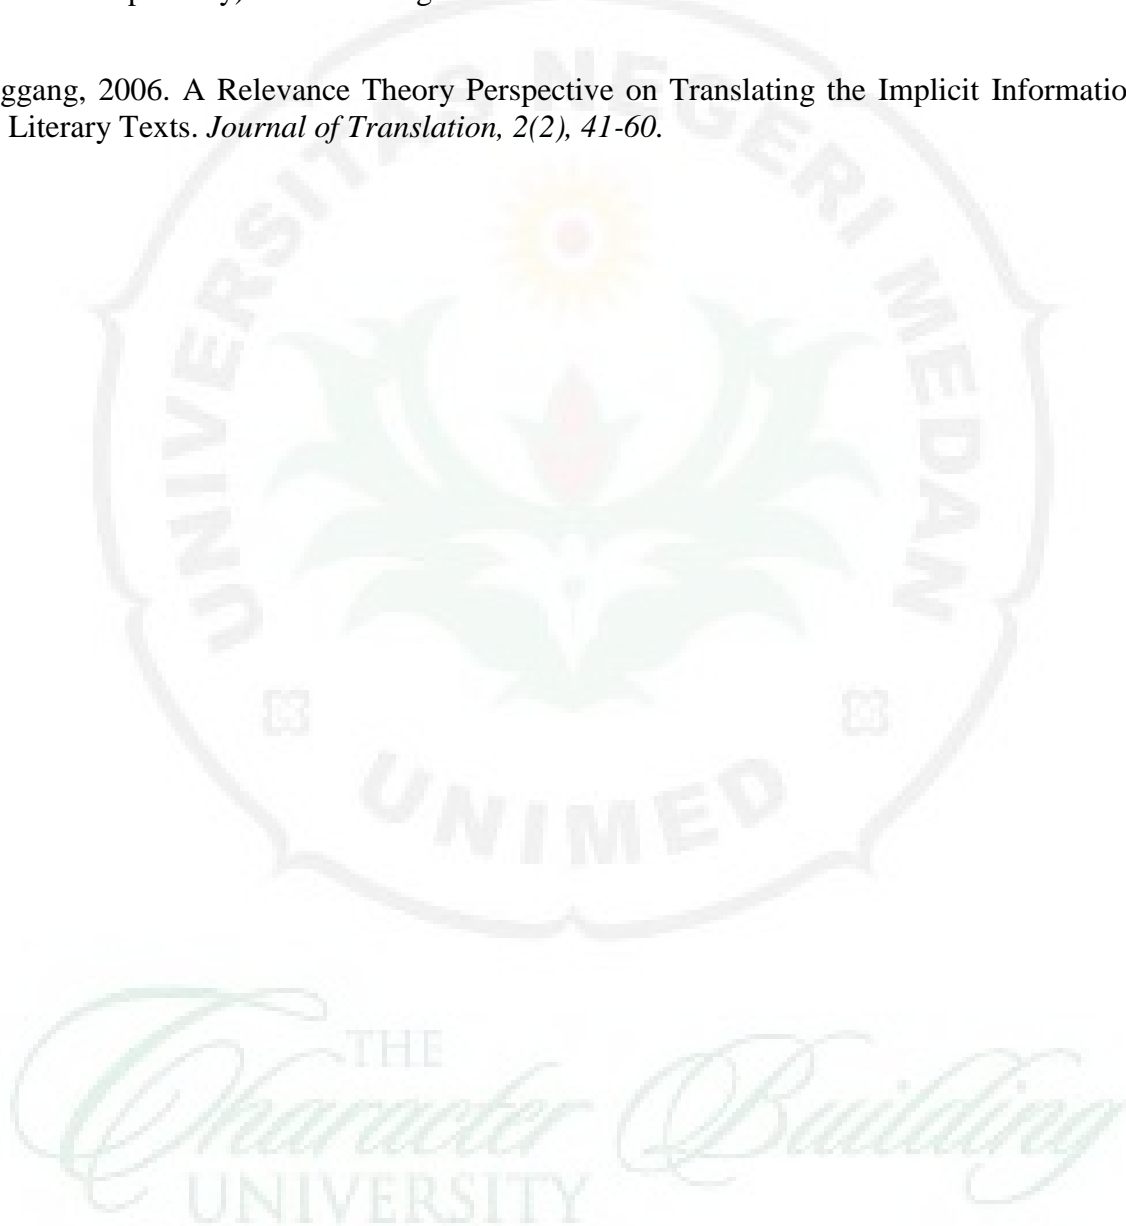 ggang, 2006. A Relevance Theory Perspective on Translating the Implicit Informatio
Literary Texts. Journal of Translation, 2(2), 41-60.
UNIVERSITAS NEGERI MEDAN
UNIMED
THE
Character Building
UNIVERSITY